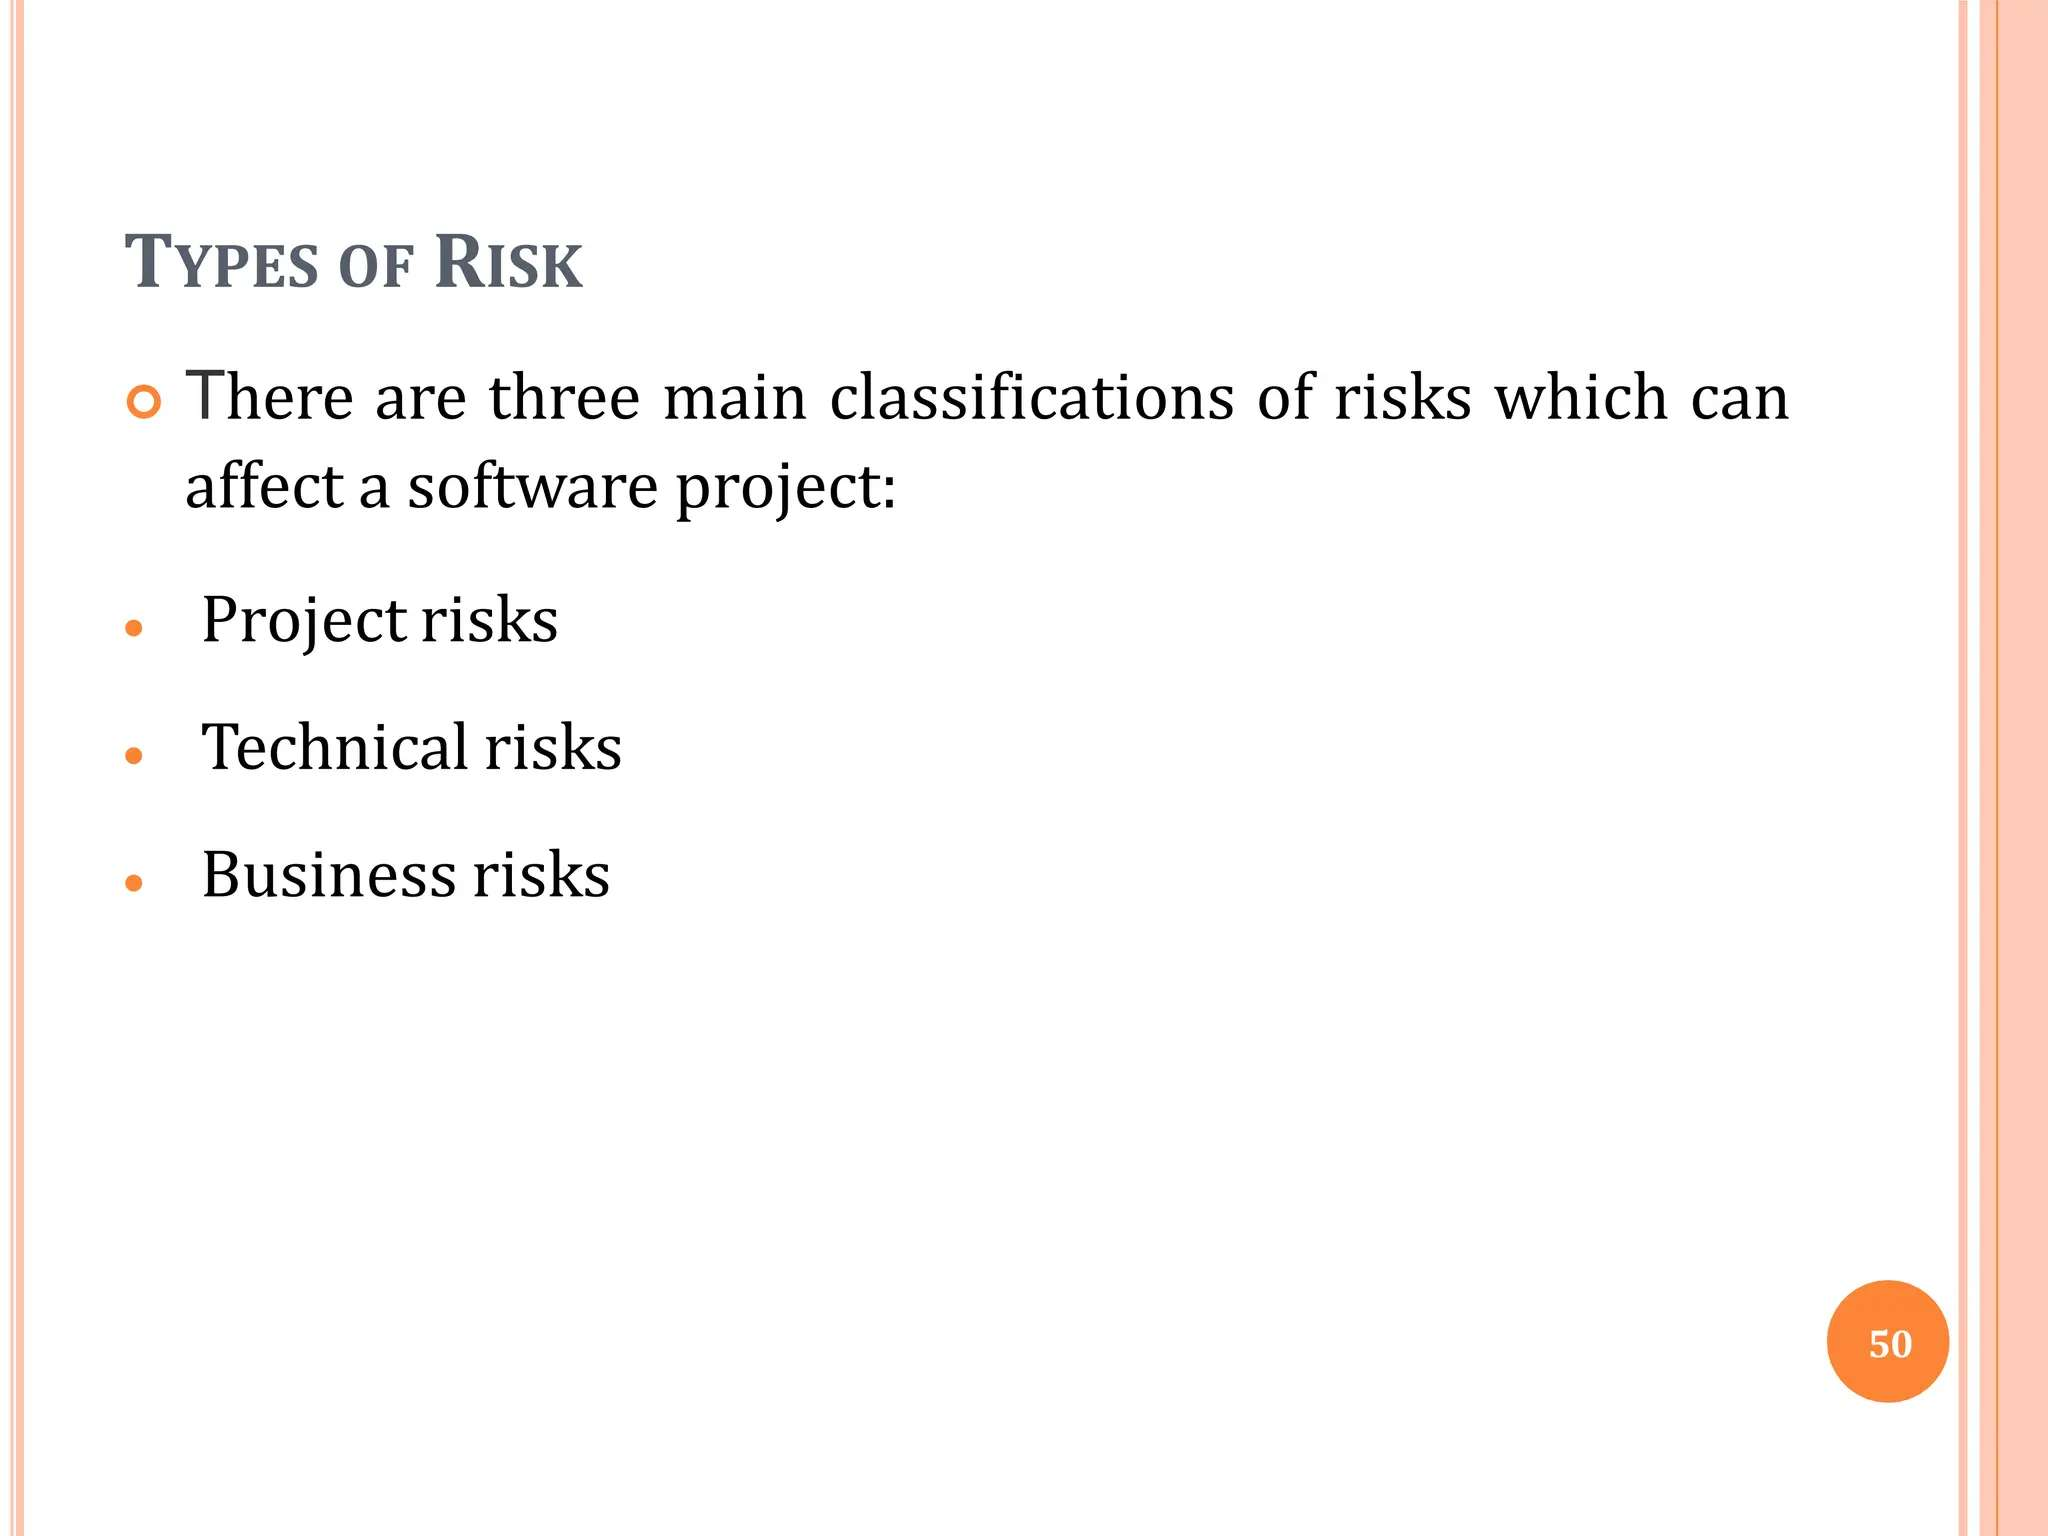 TYPES OF RISK
There are three main classifications of risks which can
affect a software project:
Project risks
Technical risks
Business risks
50